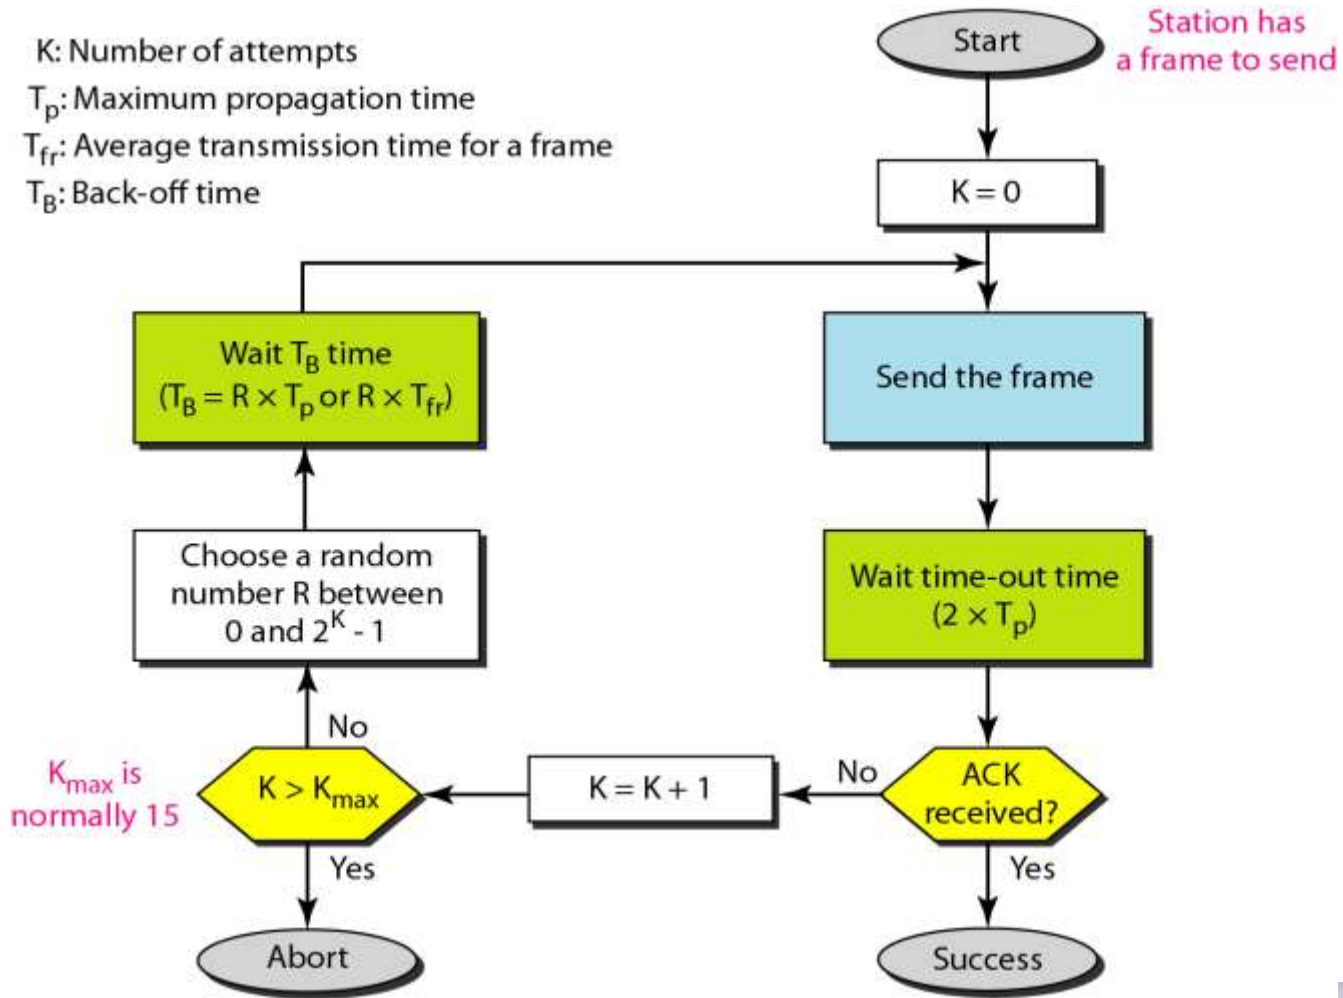 K: Number of attempts
Tp: Maximum propagation time
Tfr: Average transmission time for a frame
TB: Back-off time
Start
Station has
a frame to send
K = 0
Wait TB time
(TB = R × Tp or R × Tfr)
Send the frame
Choose a random
number R between
0 and 2^K - 1
Wait time-out time
(2 × Tp)
No
Kmax is
normally 15
K > Kmax
K = K + 1
No
ACK
received?
Yes
Yes
Abort
Success